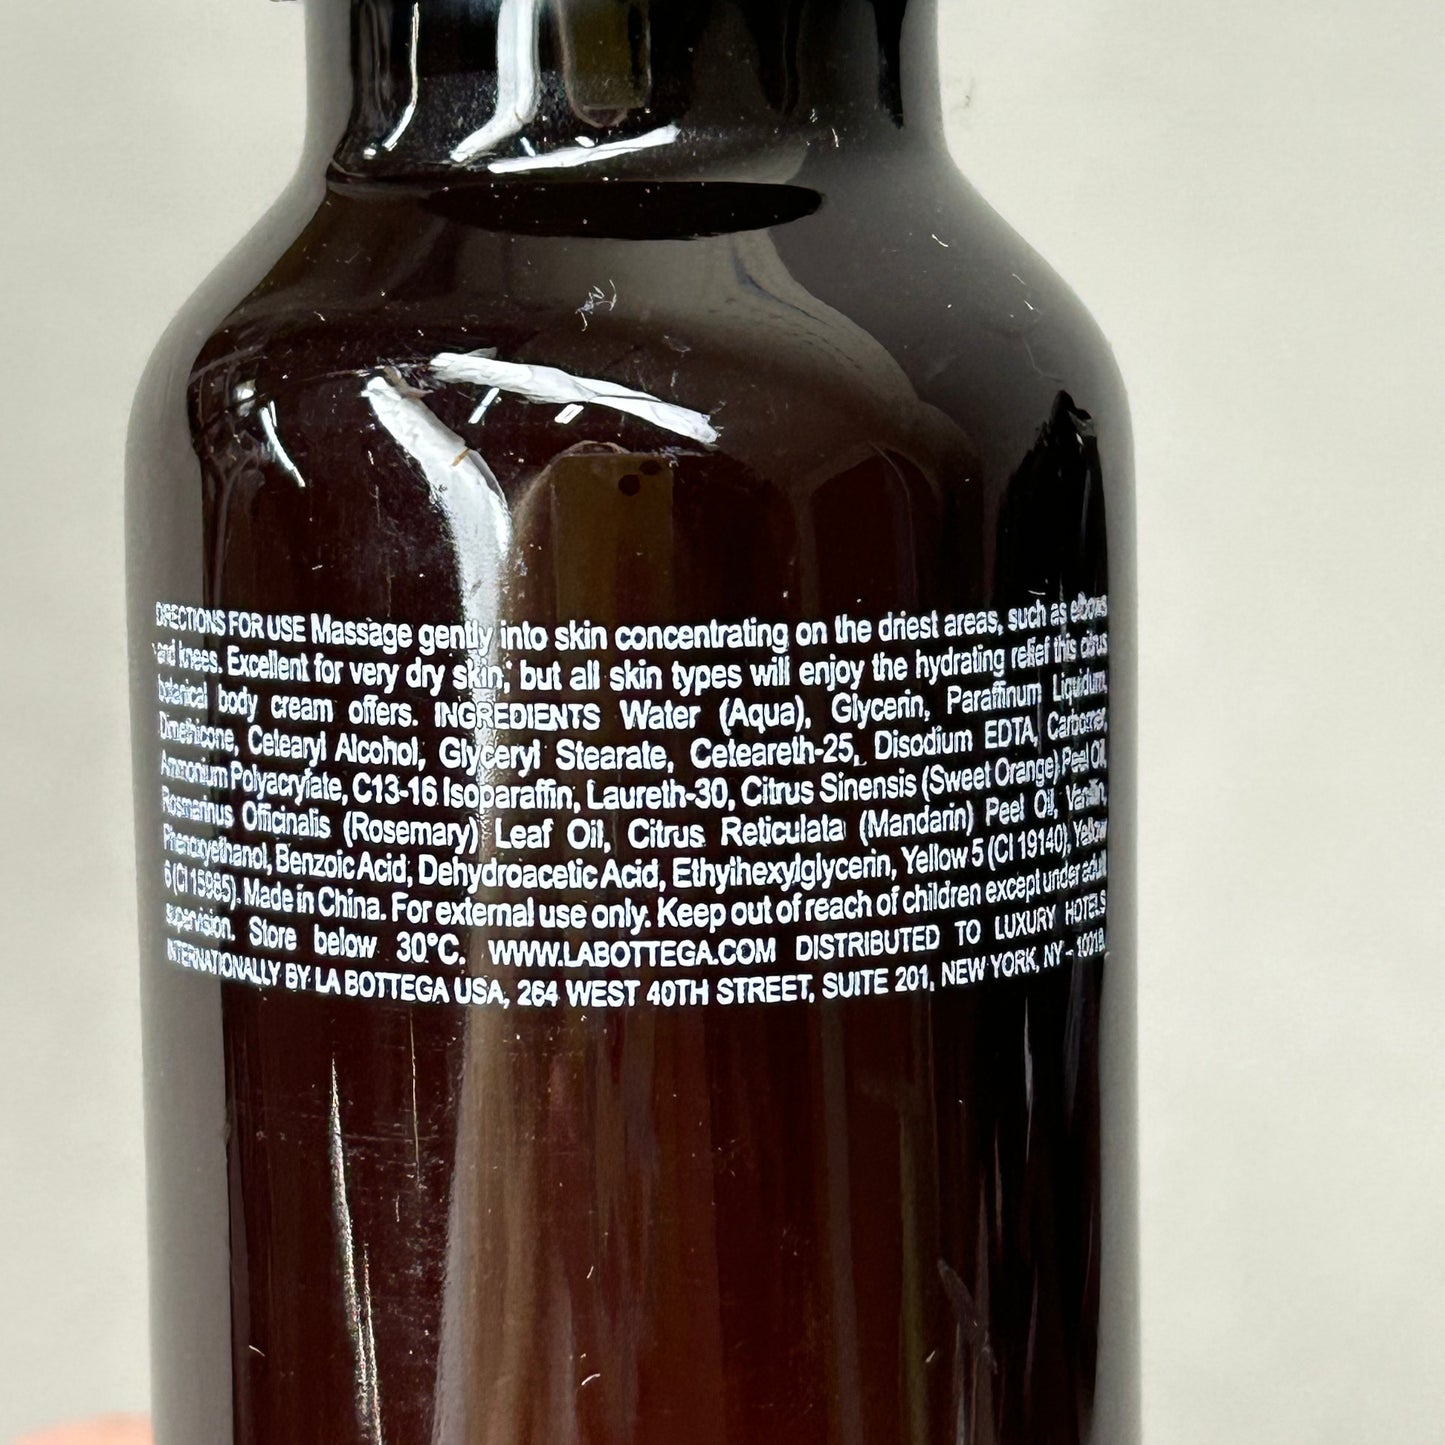 DIRECTIONS FOR USE Massage gently into skin concentrating on the driest areas, such as elbows
and knees. Excellent for very dry skin, but all skin types will enjoy the hydrating relief this citrus
botanical body cream offers. INGREDIENTS Water (Aqua), Glycerin, Paraffinum Liquidum,
Dimethicone, Cetearyl Alcohol, Glyceryl Stearate, Ceteareth-25, Disodium EDTA, Carbomer,
Ammonium Polyacrylate, C13-16 Isoparaffin, Laureth-30, Citrus Sinensis (Sweet Orange) Peel Oil,
Rosmarinus Officinalis (Rosemary) Leaf Oil, Citrus Reticulata (Mandarin) Peel Oil, Vanillin,
Phenoxyethanol, Benzoic Acid, Dehydroacetic Acid, Ethylhexylglycerin, Yellow 5 (CI 19140), Yellow
6 (CI 15985). Made in China. For external use only. Keep out of reach of children except under adult
supervision. Store below 30°C. WWW.LABOTTEGA.COM DISTRIBUTED TO LUXURY HOTELS
INTERNATIONALLY BY LA BOTTEGA USA, 264 WEST 40TH STREET, SUITE 201, NEW YORK, NY - 10018.